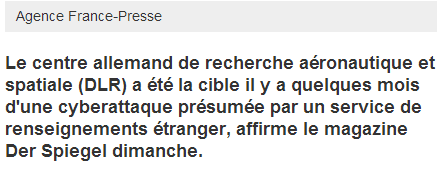 Agence France-Presse
Le centre allemand de recherche aéronautique et
spatiale (DLR) a été la cible il y a quelques mois
d'une cyberattaque présumée par un service de
renseignements étranger, affirme le magazine
Der Spiegel dimanche.